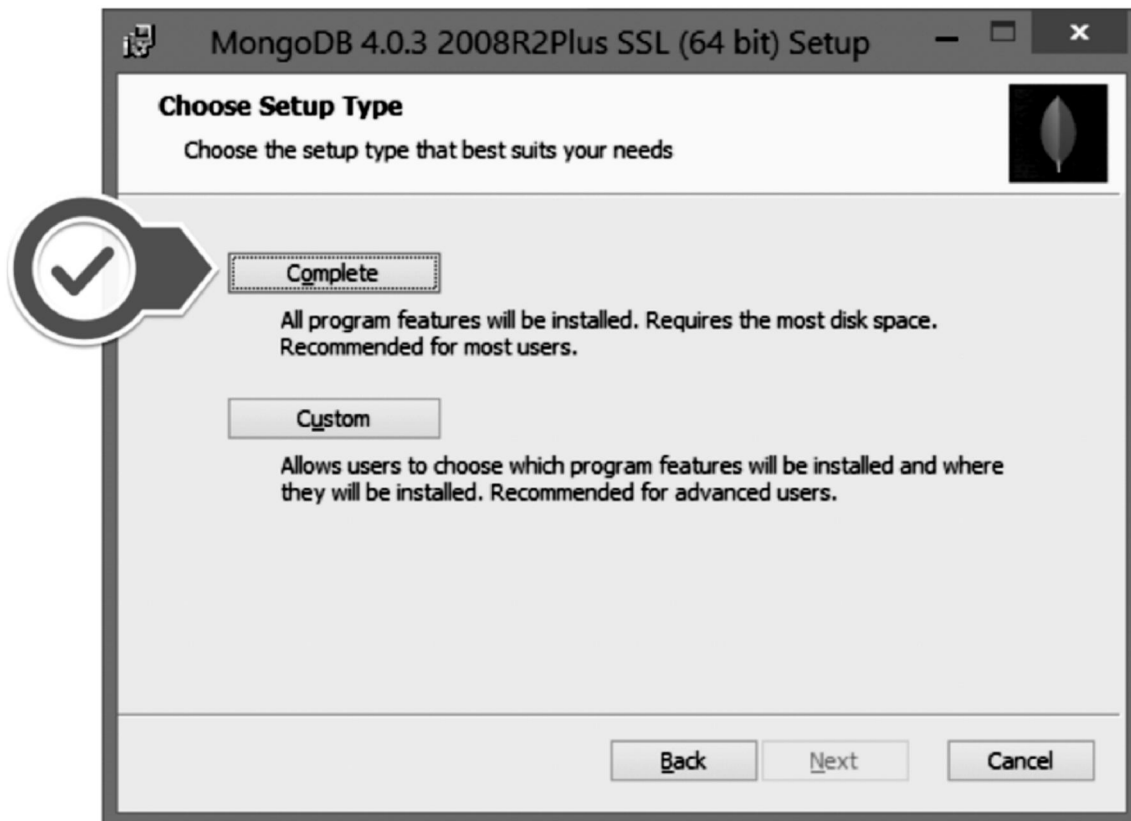 MongoDB 4.0.3 2008R2Plus SSL (64 bit) Setup
Choose Setup Type
Choose the setup type that best suits your needs
Complete
All program features will be installed. Requires the most disk space.
Recommended for most users.
Custom
Allows users to choose which program features will be installed and where
they will be installed. Recommended for advanced users.
Back Next Cancel